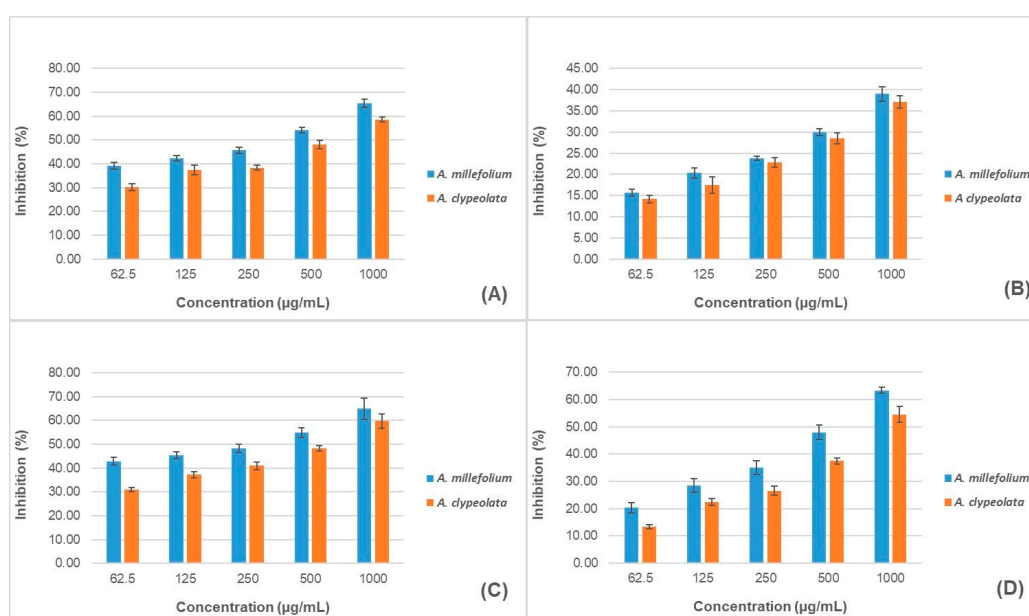 80.00
70.00
60.00
50.00
40.00
30.00
20.00
10.00
0.00
Inhibition (%)
62.5 125 250 500 1000
Concentration (µg/mL)
A. millefolium
A. clypeolata
(A)
45.00
40.00
35.00
30.00
25.00
20.00
15.00
10.00
5.00
0.00
Inhibition (%)
62.5 125 250 500 1000
Concentration (µg/mL)
A. millefolium
A clypeolata
(B)
80.00
70.00
60.00
50.00
40.00
30.00
20.00
10.00
0.00
Inhibition (%)
62.5 125 250 500 1000
Concentration (µg/mL)
A. millefolium
A. clypeolata
(C)
70.00
60.00
50.00
40.00
30.00
20.00
10.00
0.00
Inhibition (%)
62.5 125 250 500 1000
Concentration (µg/mL)
A. millefolium
A. clypeolata
(D)